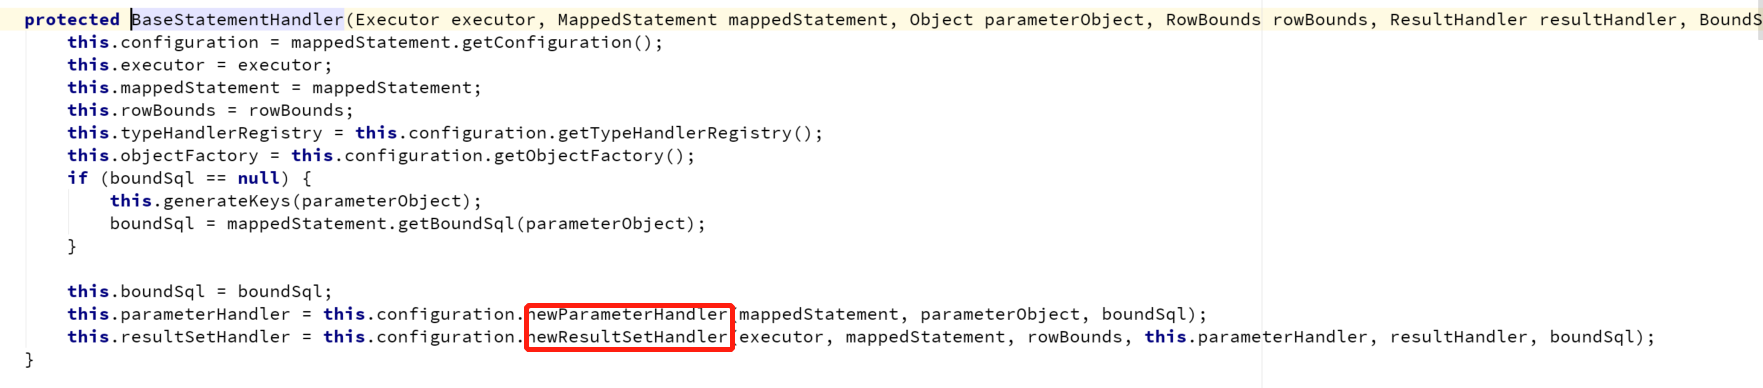 protected BaseStatementHandler(Executor executor, MappedStatement mappedStatement, Object parameterObject, RowBounds rowBounds, ResultHandler resultHandler, BoundS
this.configuration = mappedStatement.getConfiguration();
this.executor = executor;
this.mappedStatement = mappedStatement;
this.rowBounds = rowBounds;
this.typeHandlerRegistry = this.configuration.getTypeHandlerRegistry();
this.objectFactory = this.configuration.getObjectFactory();
if (boundSql == null) {
this.generateKeys(parameterObject);
boundSql = mappedStatement.getBoundSql(parameterObject);
}
this.boundSql = boundSql;
this.parameterHandler = this.configuration.newParameterHandler(mappedStatement, parameterObject, boundSql);
this.resultSetHandler = this.configuration.newResultSetHandler(executor, mappedStatement, rowBounds, this.parameterHandler, resultHandler, boundSql);
}